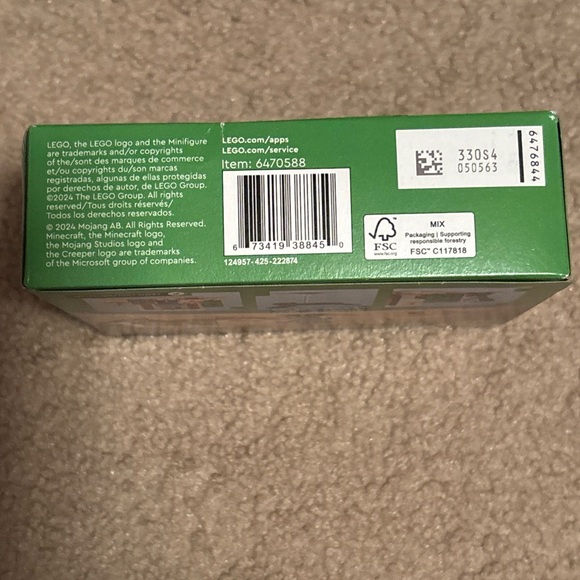 LEGO, the LEGO logo and the Minifigure
are trademarks and/or copyrights
of the/sont des marques de commerce
et/ou copyrights du/son marcas
registradas, algunas de ellas protegidas
por derechos de autor, de LEGO Group.
©2024 The LEGO Group. All rights
reserved/Tous droits réservés/
Todos los derechos reservados.
© 2024 Mojang AB. All Rights Reserved.
Minecraft, the Minecraft logo,
the Mojang Studios logo and
the Creeper logo are trademarks
of the Microsoft group of companies.
LEGO.com/apps
LEGO.com/service
Item: 6470588
6 73419 38845 0
124957-425-222874
330S4
050563
6476844
FSC
www.fsc.org
MIX
Packaging | Supporting
responsible forestry
FSC™ C117818